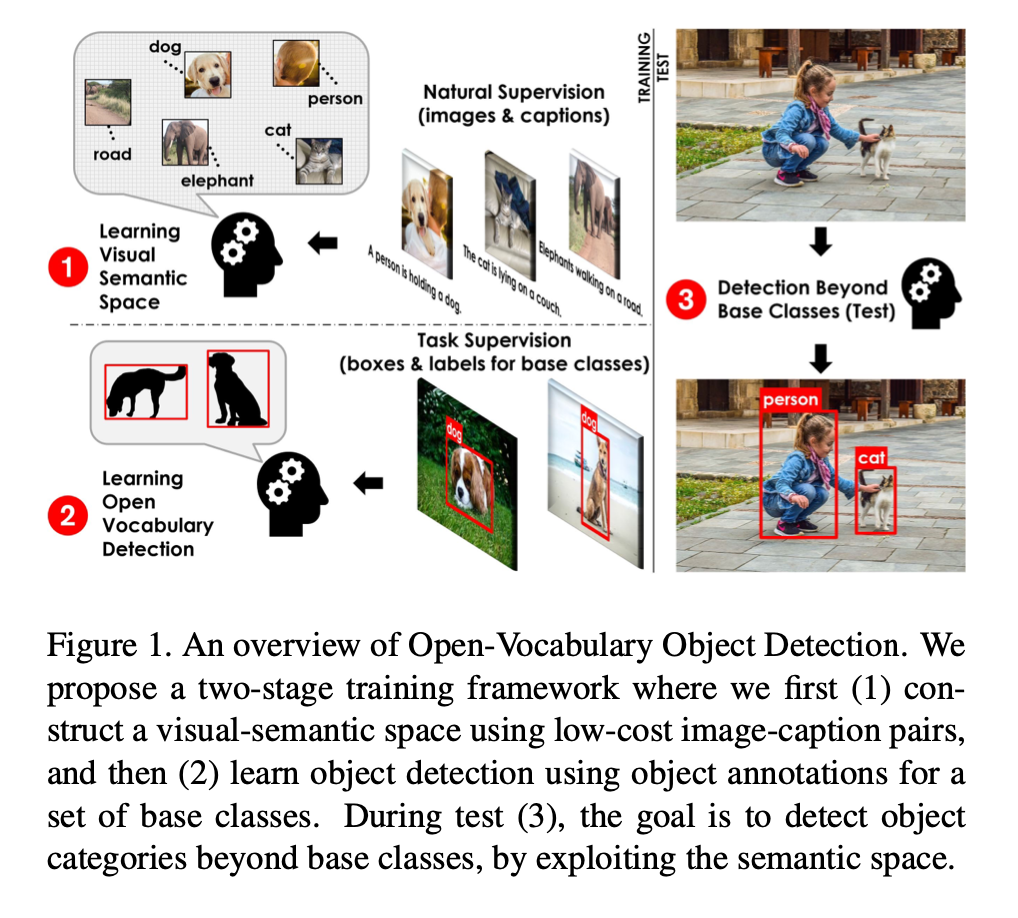 dog
person
road
cat
elephant
Natural Supervision
(images & captions)
A person is holding a dog.
The cat is lying on a couch.
Elephants walking on a road.
1
Learning
Visual
Semantic
Space
Task Supervision
(boxes & labels for base classes)
dog
dog
2
Learning
Open
Vocabulary
Detection
TRAINING
TEST
3
Detection Beyond
Base Classes (Test)
person
cat
Figure 1. An overview of Open-Vocabulary Object Detection. We
propose a two-stage training framework where we first (1) con-
struct a visual-semantic space using low-cost image-caption pairs,
and then (2) learn object detection using object annotations for a
set of base classes. During test (3), the goal is to detect object
categories beyond base classes, by exploiting the semantic space.